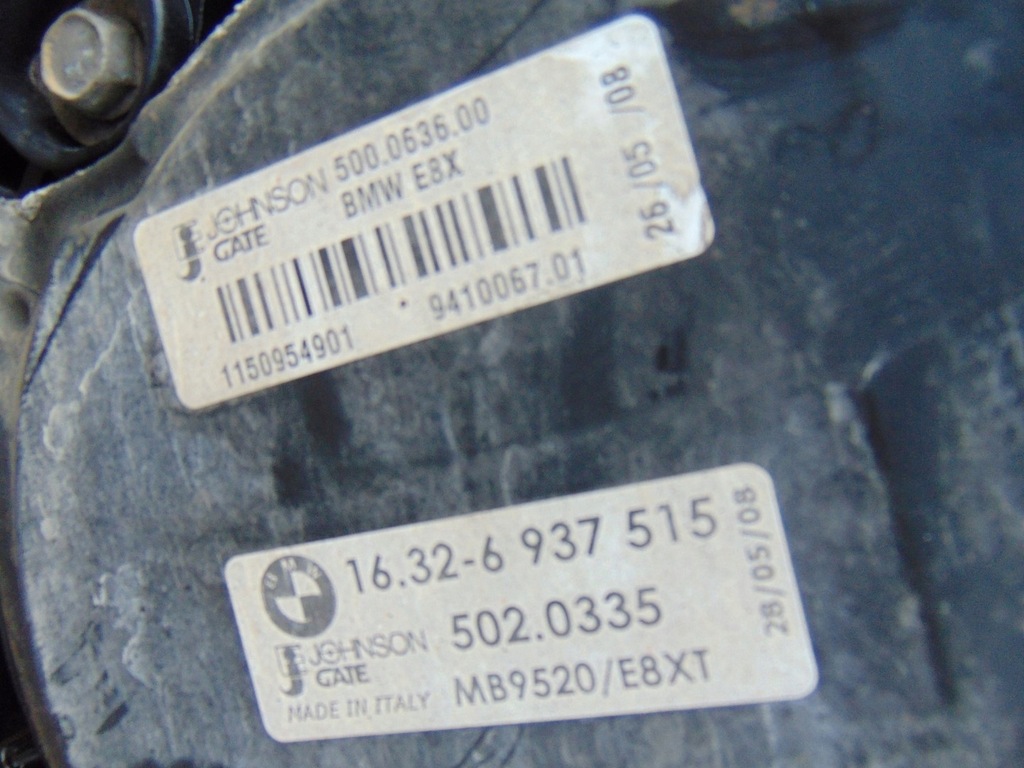 JOHNSON 500.0636.00
GATE BMW E8X
1150954901 9410067.01
26/05/08
BMW 16.32-6 937 515
JOHNSON 502.0335
GATE
MADE IN ITALY MB9520/E8XT
28/05/08